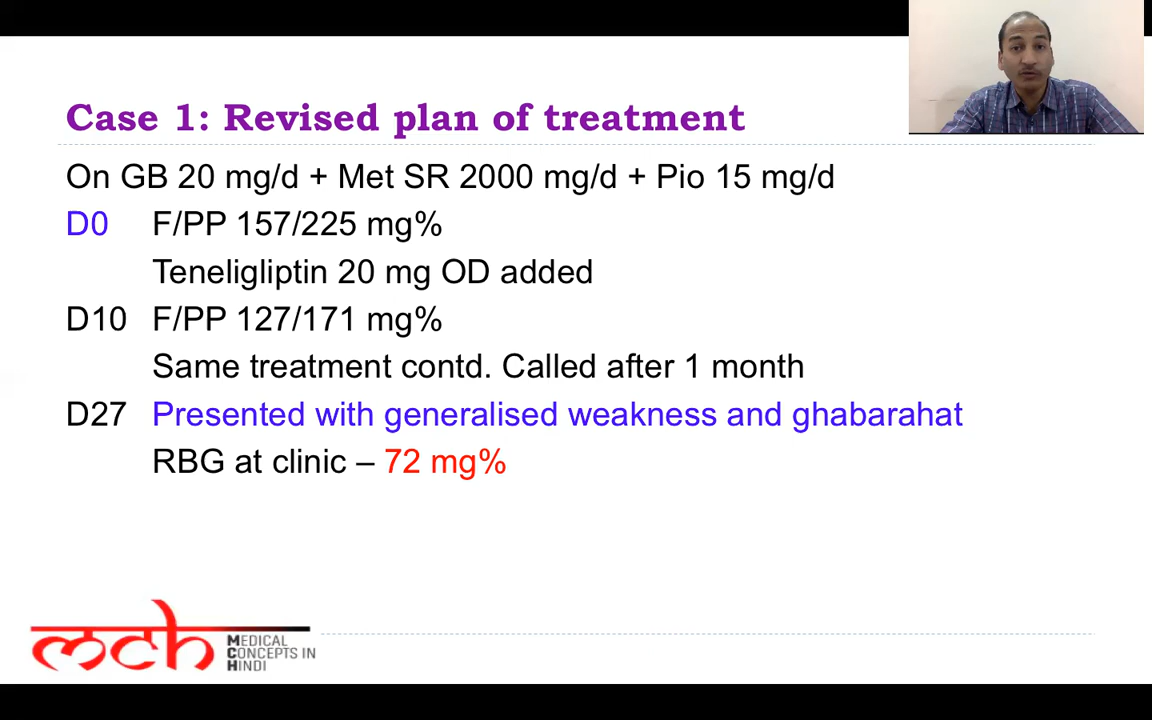 Case 1: Revised plan of treatment
On GB 20 mg/d + Met SR 2000 mg/d + Pio 15 mg/d
D0 F/PP 157/225 mg%
Teneligliptin 20 mg OD added
D10 F/PP 127/171 mg%
Same treatment contd. Called after 1 month
D27 Presented with generalised weakness and ghabarahat
RBG at clinic – 72 mg%
mch
MEDICAL
CONCEPTS IN
HINDI